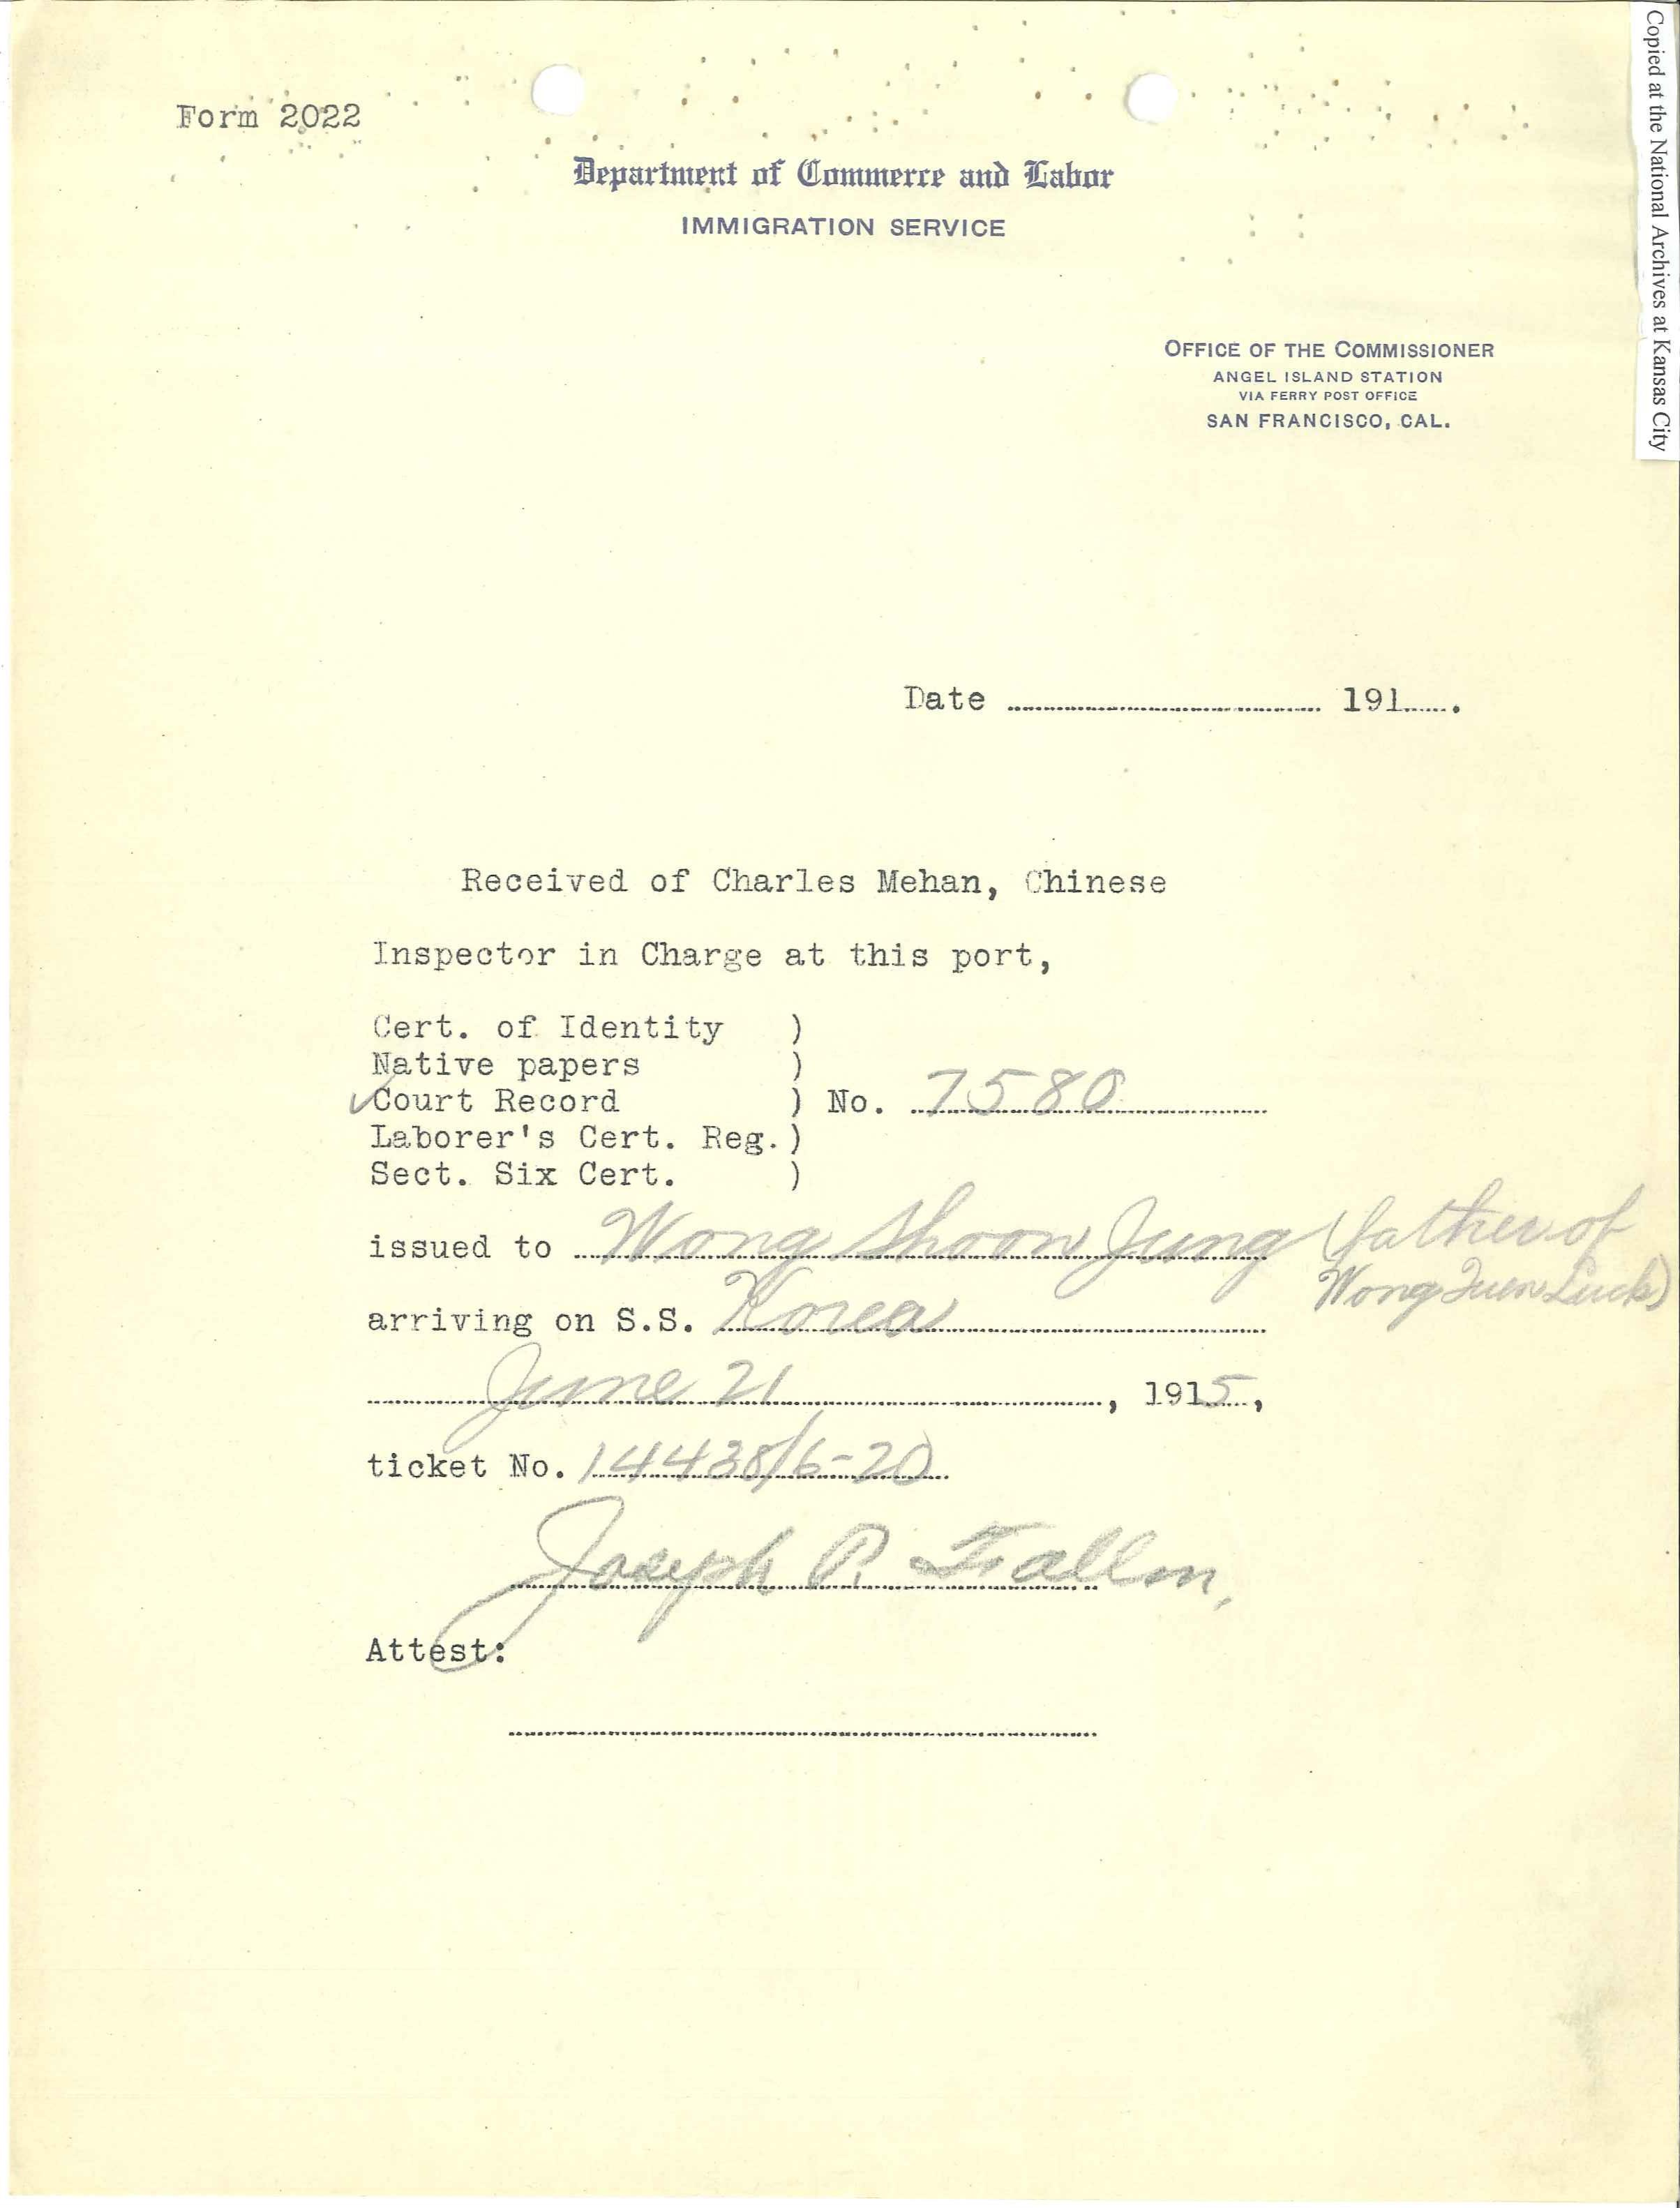 Form 2022
Department of Commerce and Labor
IMMIGRATION SERVICE
OFFICE OF THE COMMISSIONER
ANGEL ISLAND STATION
VIA FERRY POST OFFICE
SAN FRANCISCO, CAL.
Date 191 .
Received of Charles Mehan, Chinese
Inspector in Charge at this port,
Cert. of Identity )
Native papers )
✓Court Record ) No. 7580
Laborer's Cert. Reg.)
Sect. Six Cert. )
issued to Wong Shoon Jung (father of
Wong Luck)
arriving on S.S. Korea
June 21, 1915,
ticket No. 14438/6-20
Joseph P. Fallon,
Attest:
Copied at the National Archives at Kansas City